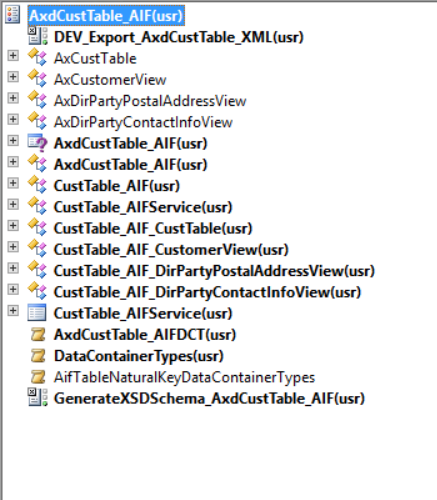 AxdCustTable_AIF(usr)
DEV_Export_AxdCustTable_XML(usr)
AxCustTable
AxCustomerView
AxDirPartyPostalAddressView
AxDirPartyContactInfoView
AxdCustTable_AIF(usr)
AxdCustTable_AIF(usr)
CustTable_AIF(usr)
CustTable_AIFService(usr)
CustTable_AIF_CustTable(usr)
CustTable_AIF_CustomerView(usr)
CustTable_AIF_DirPartyPostalAddressView(usr)
CustTable_AIF_DirPartyContactInfoView(usr)
CustTable_AIFService(usr)
AxdCustTable_AIFDCT(usr)
DataContainerTypes(usr)
AifTableNaturalKeyDataContainerTypes
GenerateXSDSchema_AxdCustTable_AIF(usr)